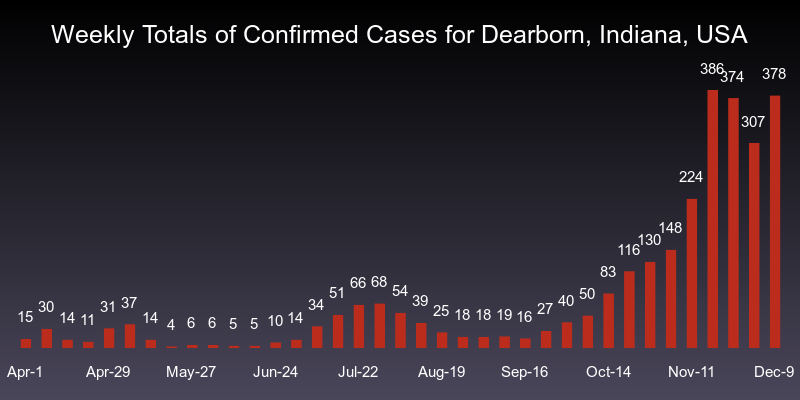 Weekly Totals of Confirmed Cases for Dearborn, Indiana, USA
15 30 14 11 31 37 14 4 6 6 5 5 10 14 34 51 66 68 54 39 25 18 18 19 16 27 40 50 83 116 130 148 224 386 374 307 378
Apr-1 Apr-29 May-27 Jun-24 Jul-22 Aug-19 Sep-16 Oct-14 Nov-11 Dec-9